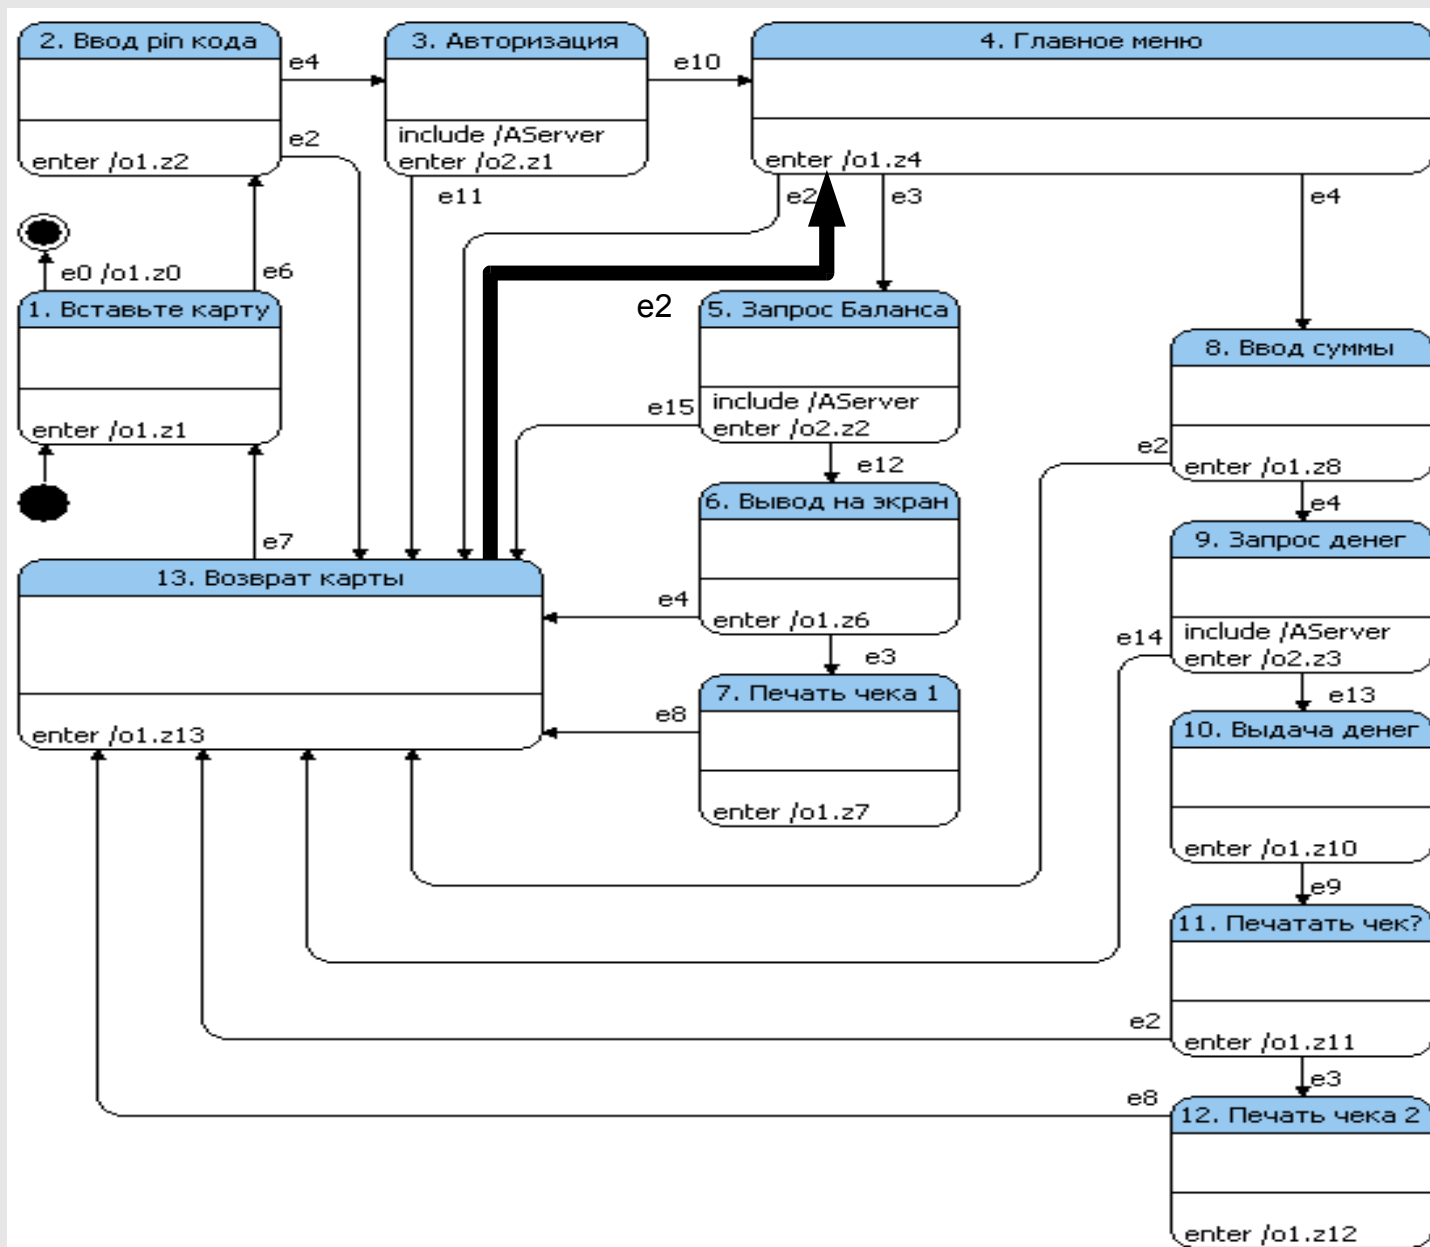 2. Ввод pin кода
enter /o1.z2
e4
e2
3. Авторизация
include /AServer
enter /o2.z1
e10
e11
4. Главное меню
enter /o1.z4
e2
e3
e4
e0 /o1.z0
e6
1. Вставьте карту
enter /o1.z1
e7
e2
5. Запрос Баланса
include /AServer
enter /o2.z2
e15
e12
8. Ввод суммы
enter /o1.z8
e2
e4
6. Вывод на экран
enter /o1.z6
e4
e3
9. Запрос денег
include /AServer
enter /o2.z3
e14
e13
13. Возврат карты
enter /o1.z13
7. Печать чека 1
enter /o1.z7
e8
10. Выдача денег
enter /o1.z10
e9
11. Печатать чек?
enter /o1.z11
e2
e3
e8
12. Печать чека 2
enter /o1.z12